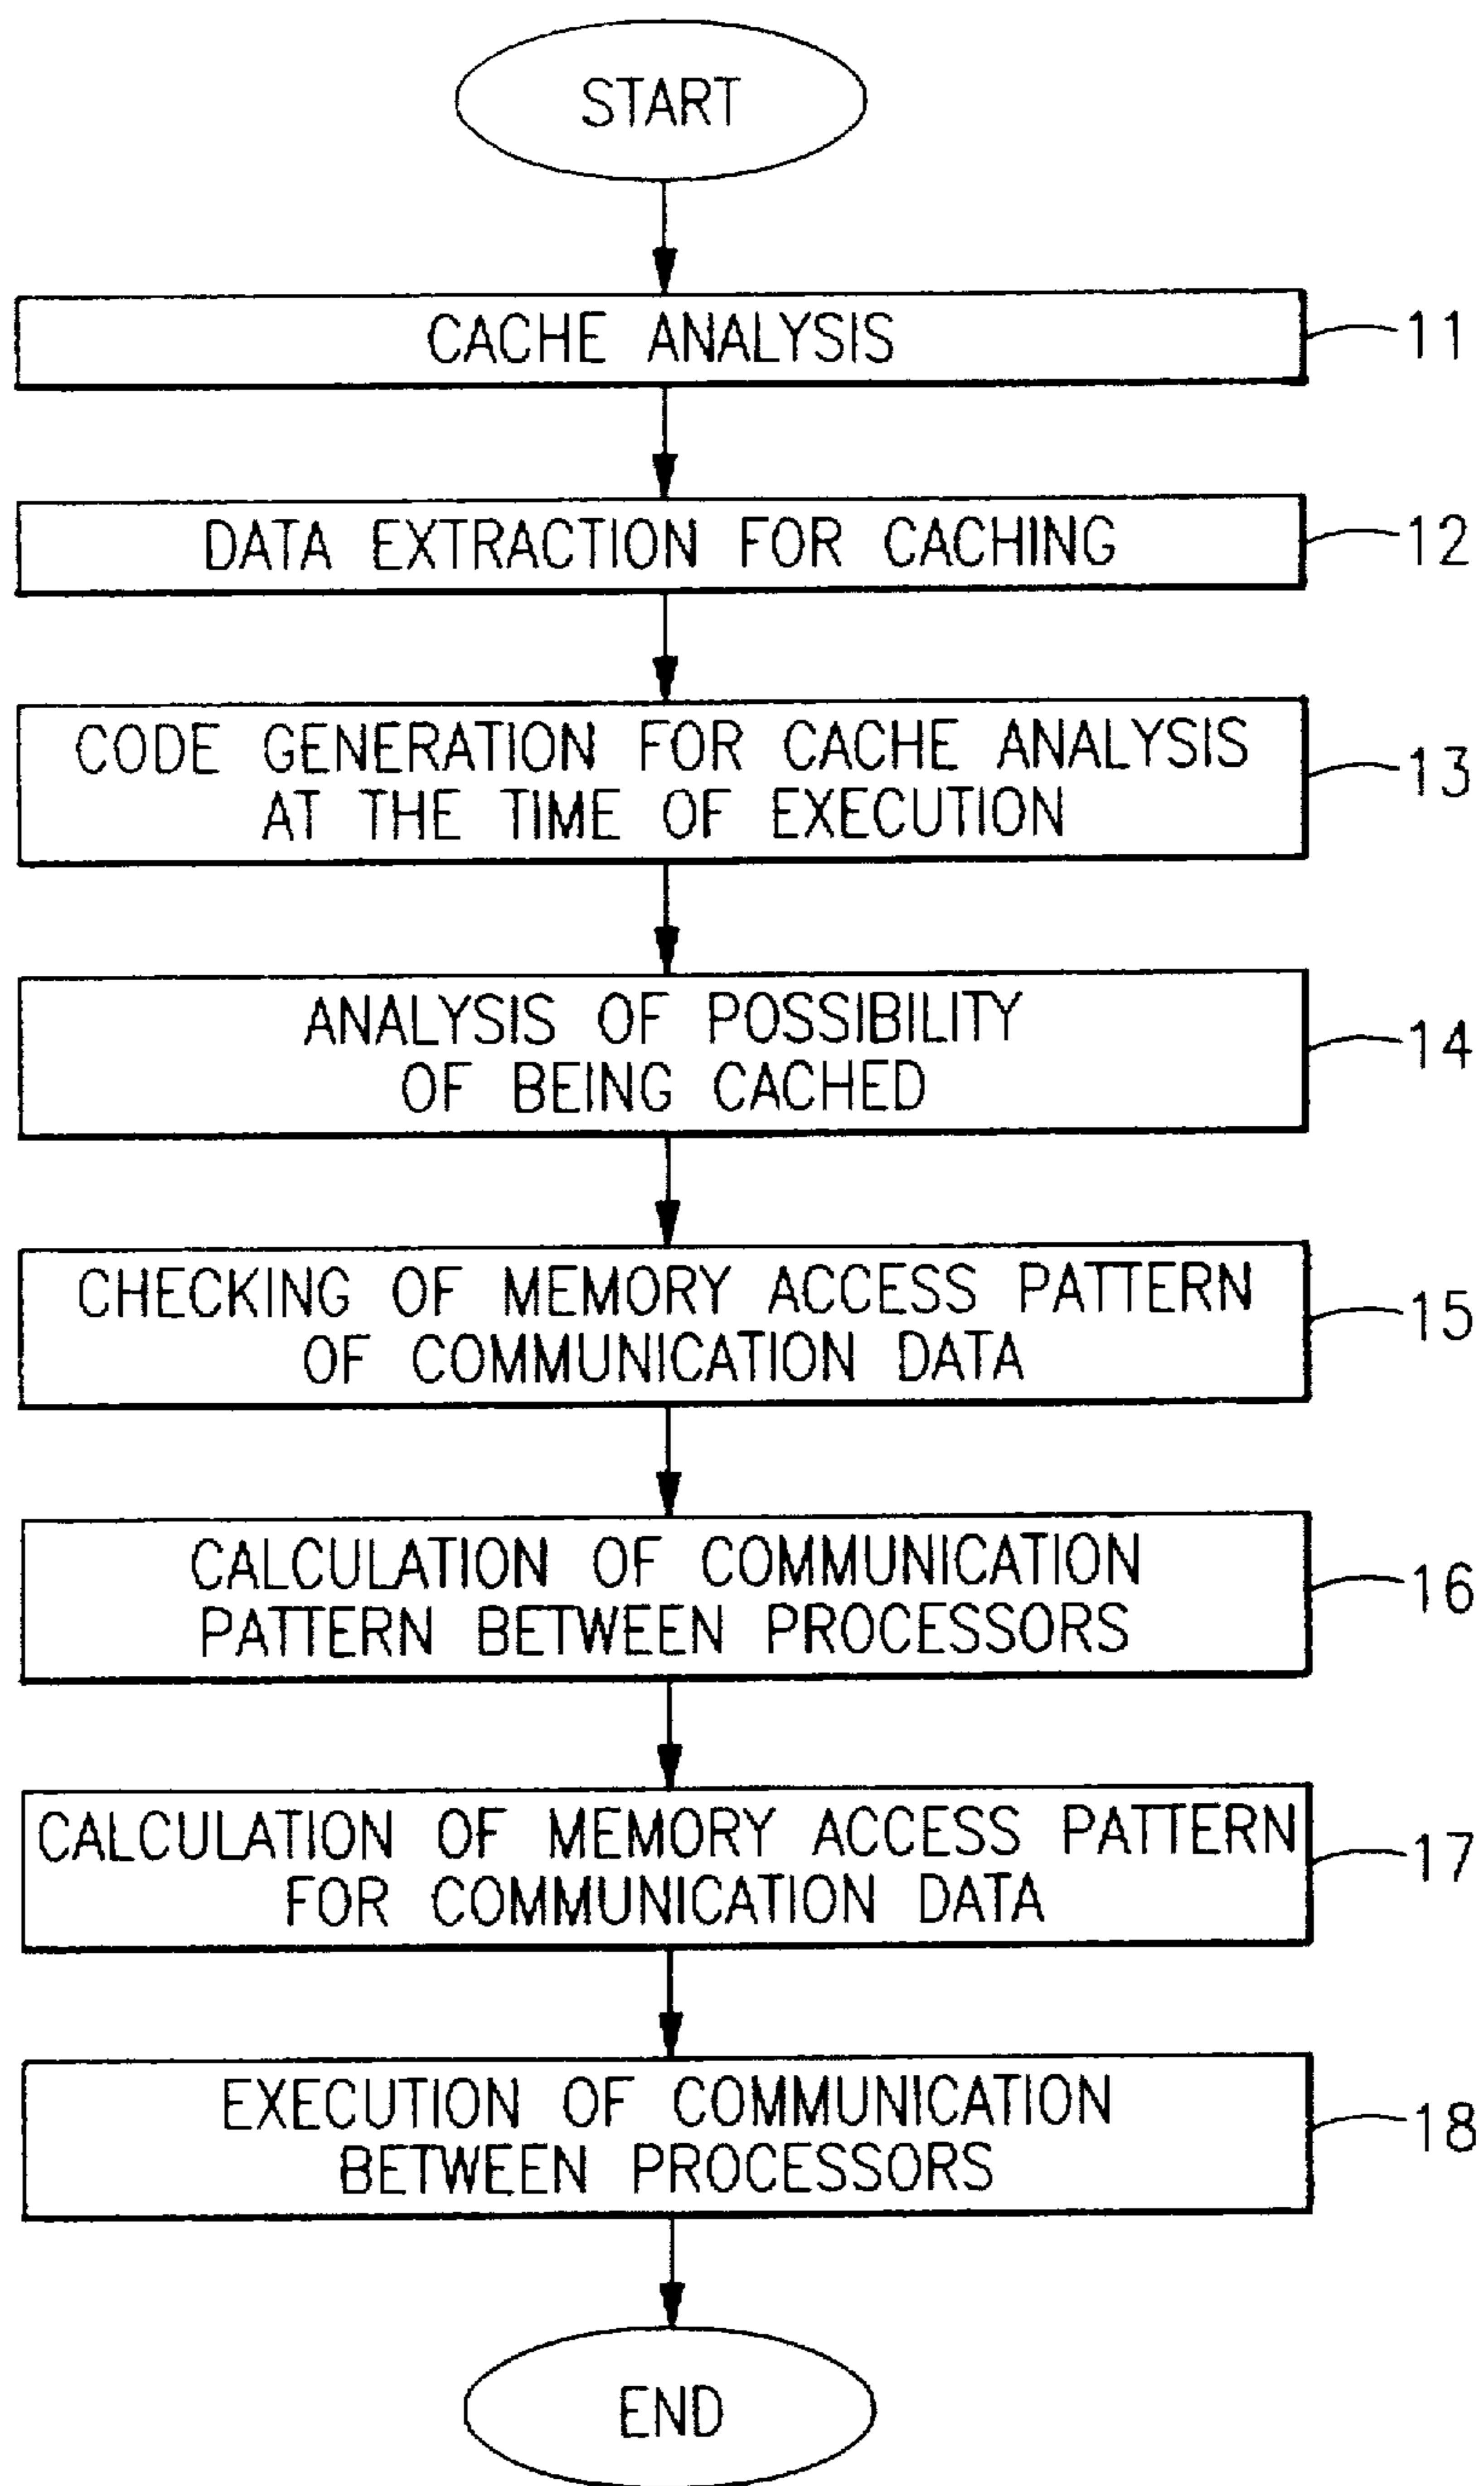 START
CACHE ANALYSIS
11
DATA EXTRACTION FOR CACHING
12
CODE GENERATION FOR CACHE ANALYSIS
AT THE TIME OF EXECUTION
13
ANALYSIS OF POSSIBILITY
OF BEING CACHED
14
CHECKING OF MEMORY ACCESS PATTERN
OF COMMUNICATION DATA
15
CALCULATION OF COMMUNICATION
PATTERN BETWEEN PROCESSORS
16
CALCULATION OF MEMORY ACCESS PATTERN
FOR COMMUNICATION DATA
17
EXECUTION OF COMMUNICATION
BETWEEN PROCESSORS
18
END